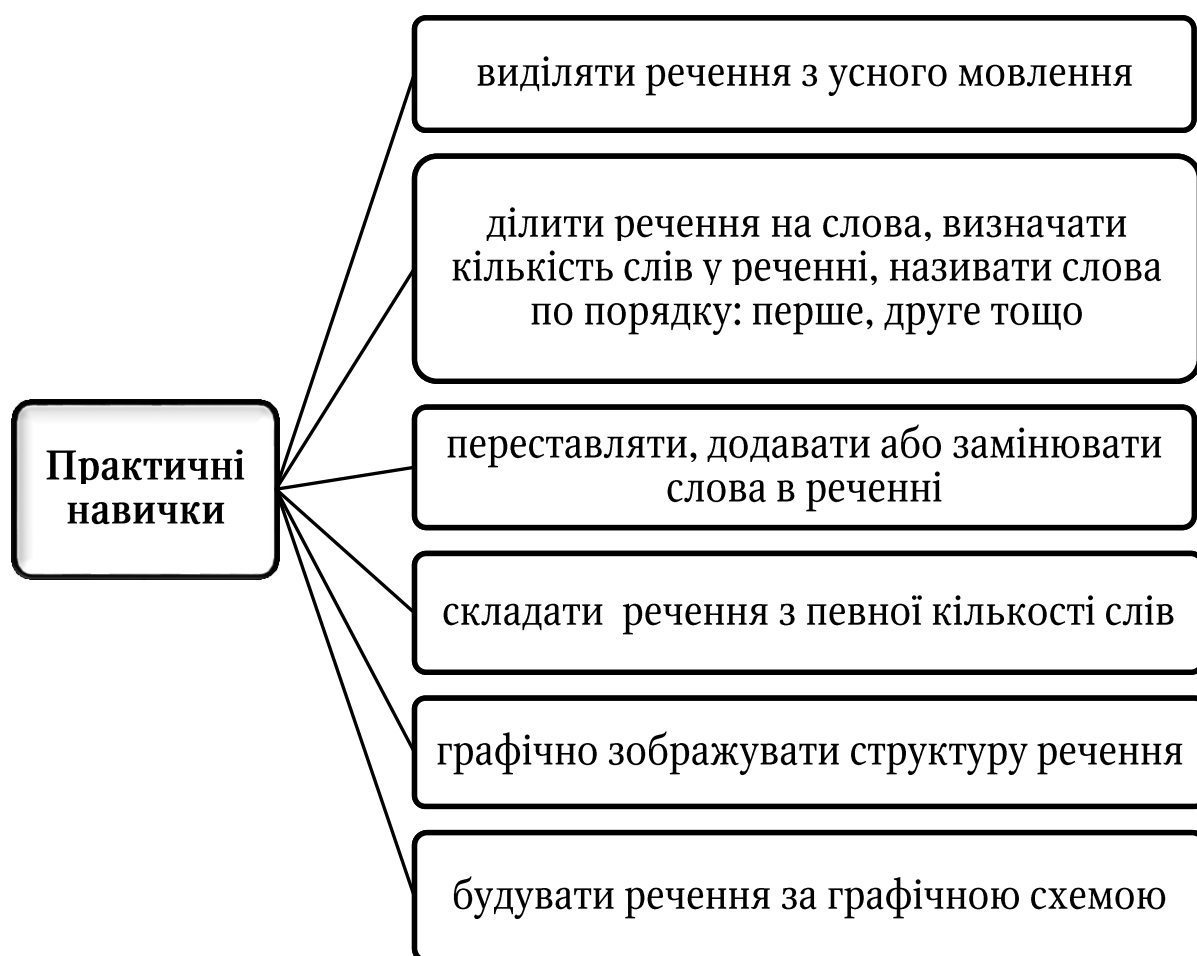 виділяти речення з усного мовлення
ділити речення на слова, визначати
кількість слів у реченні, називати слова
по порядку: перше, друге тощо
Практичні
навички
переставляти, додавати або замінювати
слова в реченні
складати речення з певної кількості слів
графічно зображувати структуру речення
будувати речення за графічною схемою